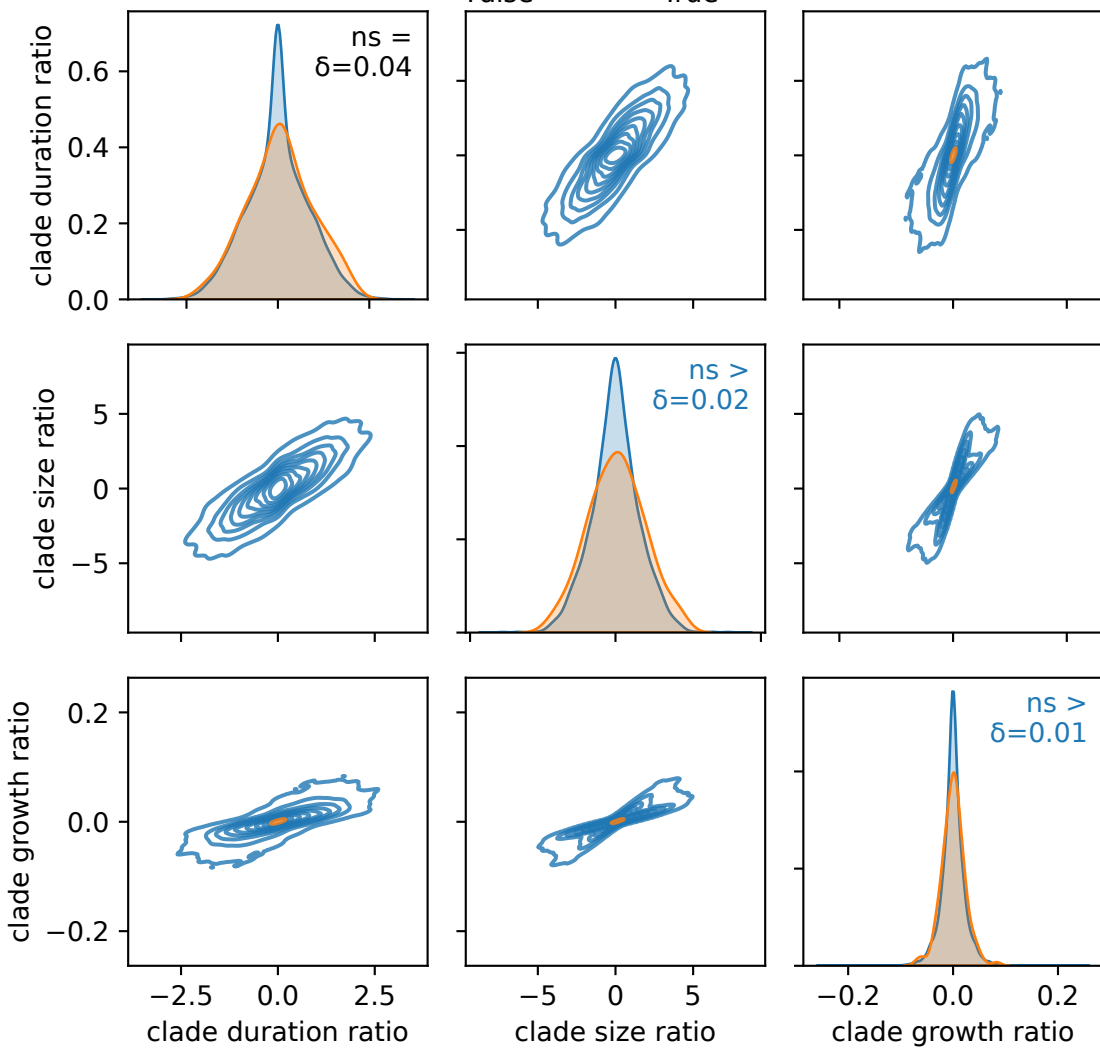 clade duration ratio
0.6
0.4
0.2
0.0
ns =
δ=0.04
clade size ratio
5
0
−5
ns >
δ=0.02
clade growth ratio
0.2
0.0
−0.2
ns >
δ=0.01
−2.5 0.0 2.5
−5 0 5
−0.2 0.0 0.2
clade duration ratio
clade size ratio
clade growth ratio